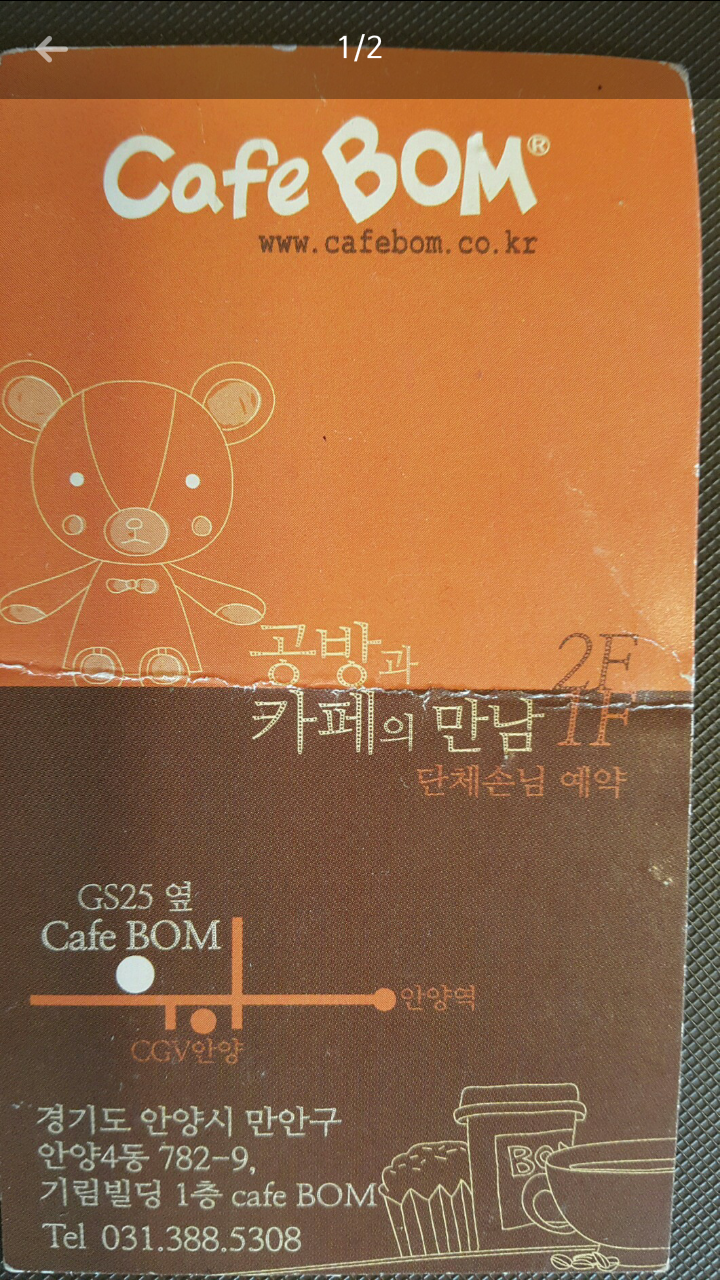 1/2
Cafe BOM®
www.cafebom.co.kr
공방과 2F
카페의 만남 1F
단체손님 예약
GS25 옆
Cafe BOM
안양역
CGV안양
경기도 안양시 만안구
안양4동 782-9,
기림빌딩 1층 cafe BOM
Tel 031.388.5308
BOM